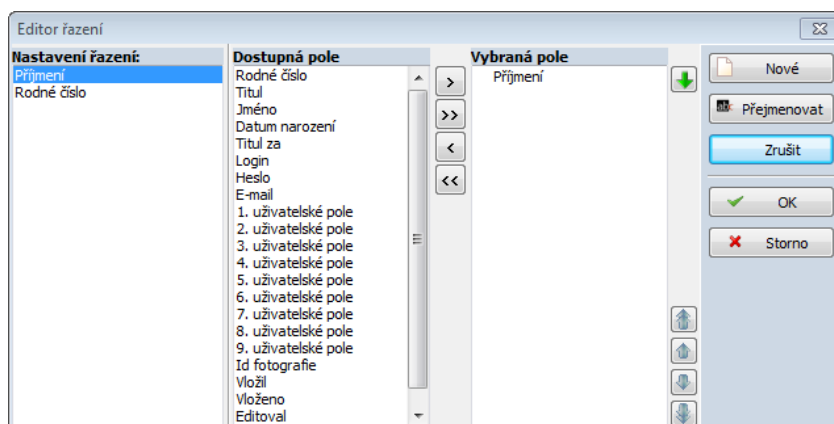 Editor řazení
Nastavení řazení:
Příjmení
Rodné číslo
Dostupná pole
Rodné číslo
Titul
Jméno
Datum narození
Titul za
Login
Heslo
E-mail
1. uživatelské pole
2. uživatelské pole
3. uživatelské pole
4. uživatelské pole
5. uživatelské pole
6. uživatelské pole
7. uživatelské pole
8. uživatelské pole
9. uživatelské pole
Id fotografie
Vložil
Vloženo
Editoval
>
>>
<
<<
Vybraná pole
Příjmení
Nové
Přejmenovat
Zrušit
OK
Storno